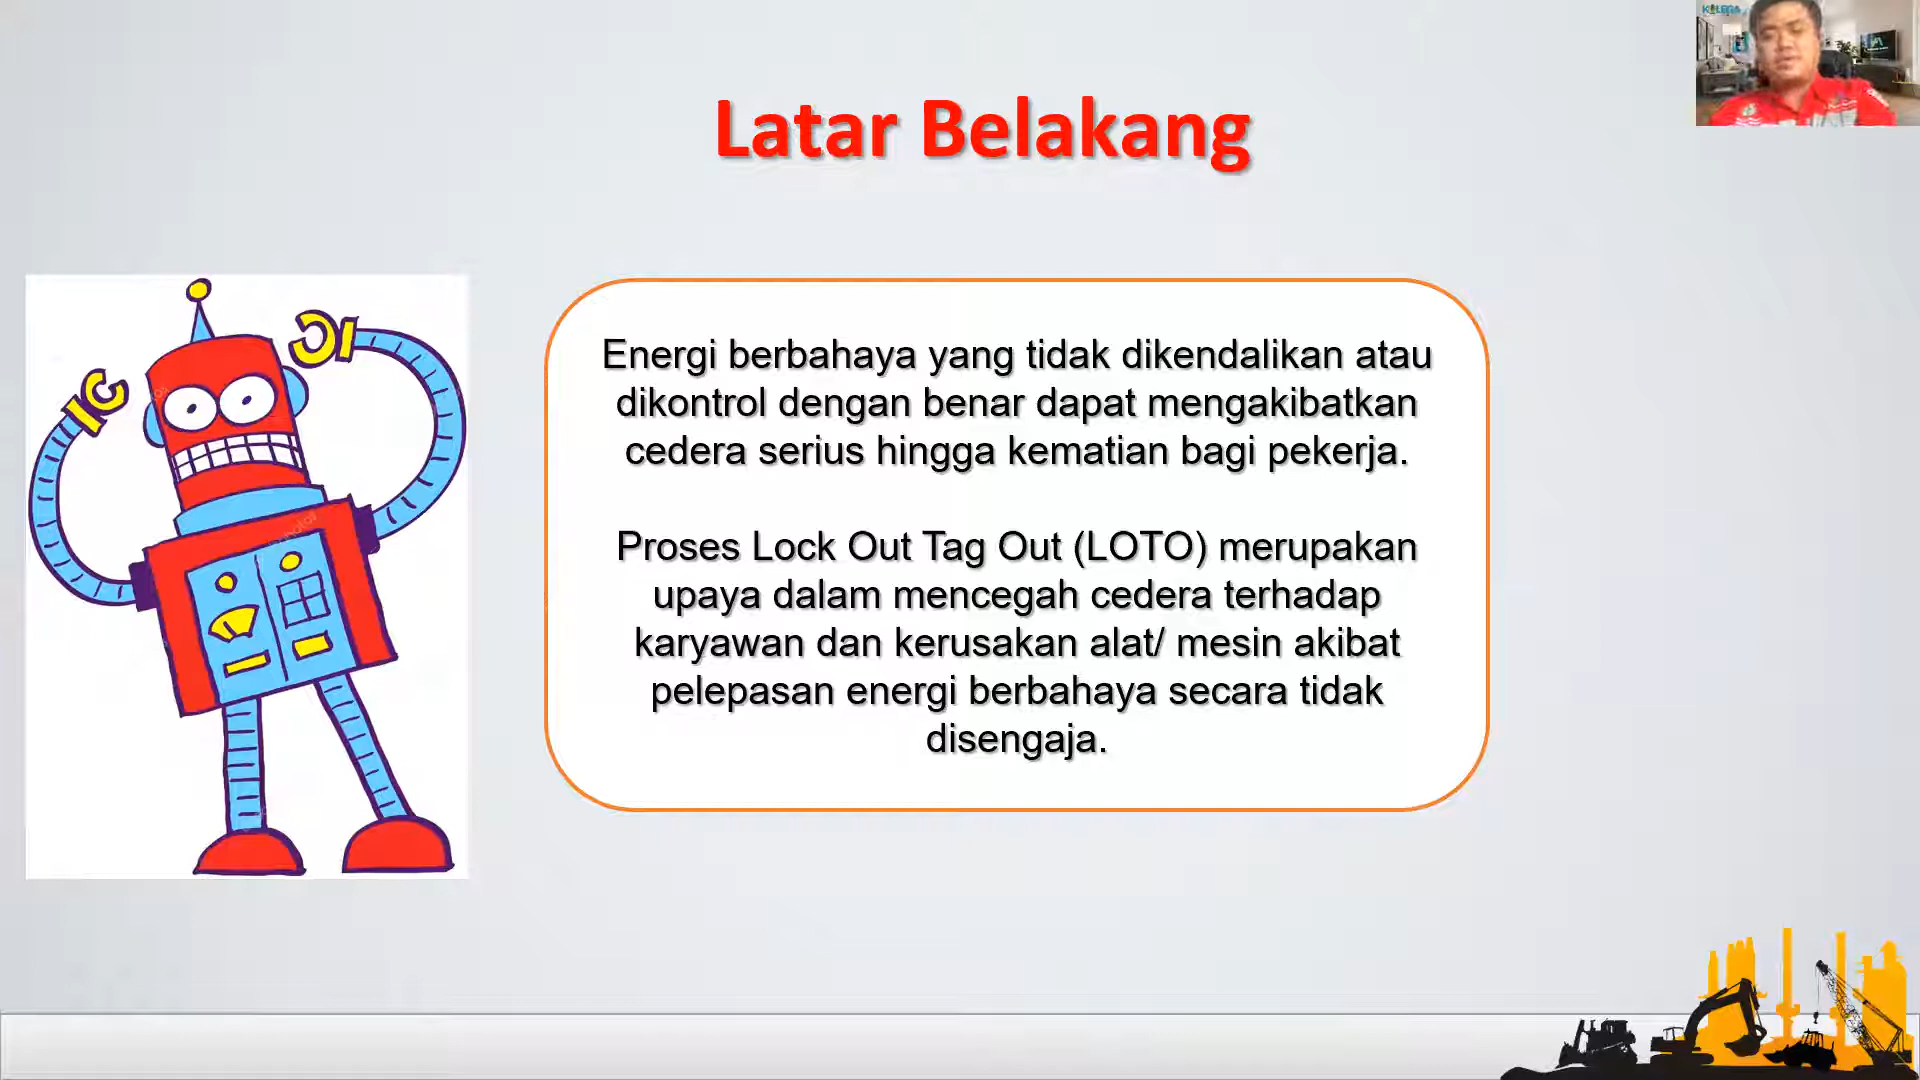 Latar Belakang
Energi berbahaya yang tidak dikendalikan atau
dikontrol dengan benar dapat mengakibatkan
cedera serius hingga kematian bagi pekerja.
Proses Lock Out Tag Out (LOTO) merupakan
upaya dalam mencegah cedera terhadap
karyawan dan kerusakan alat/ mesin akibat
pelepasan energi berbahaya secara tidak
disengaja.